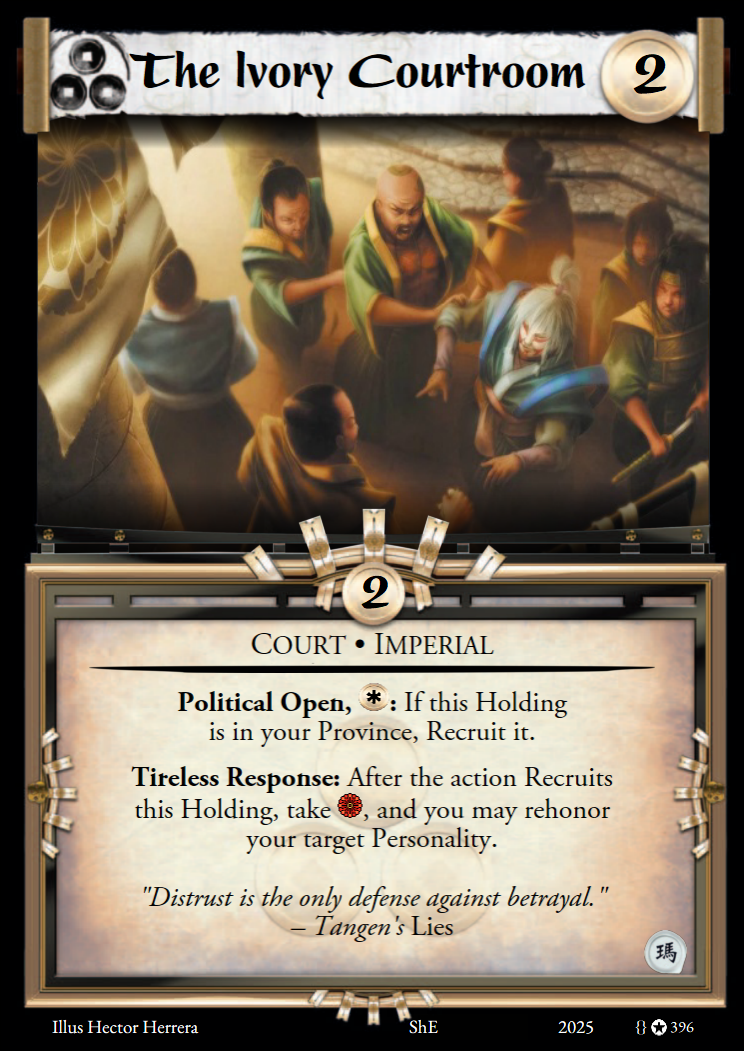 The Ivory Courtroom
2
2
Court • Imperial
Political Open, *: If this Holding
is in your Province, Recruit it.
Tireless Response: After the action Recruits
this Holding, take , and you may rehonor
your target Personality.
"Distrust is the only defense against betrayal."
– Tangen's Lies
瑪
Illus Hector Herrera ShE 2025 {} ✪ 396